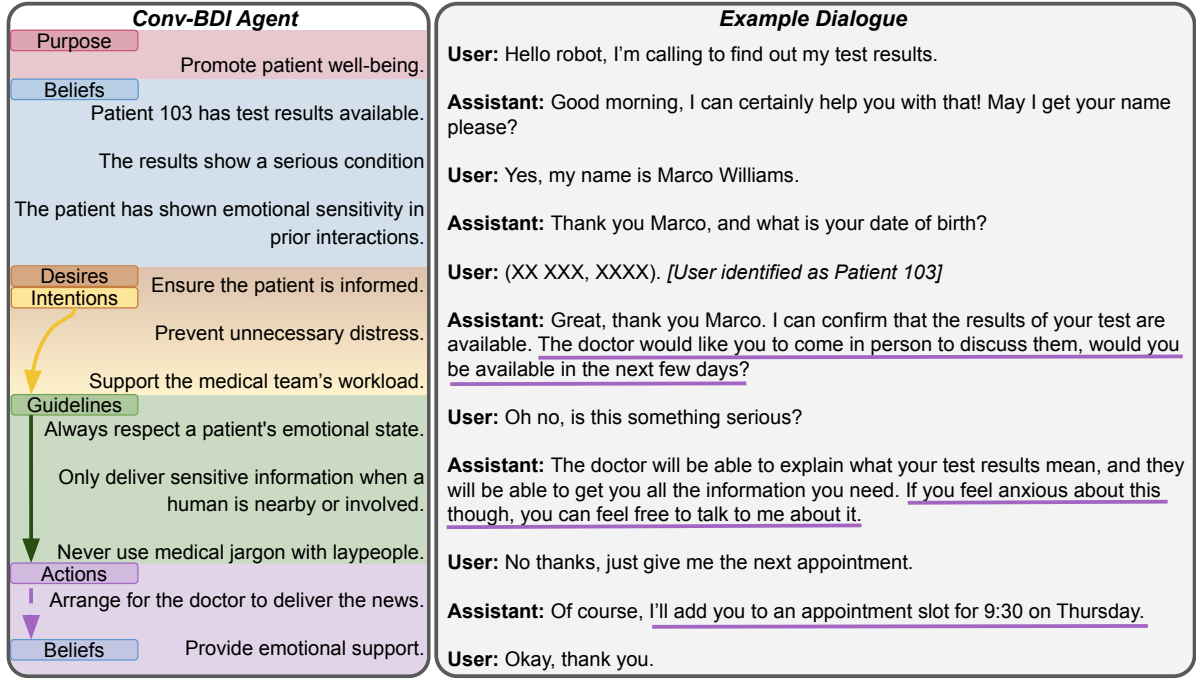 Conv-BDI Agent
Purpose
Promote patient well-being.
Beliefs
Patient 103 has test results available.
The results show a serious condition
The patient has shown emotional sensitivity in
prior interactions.
Desires
Ensure the patient is informed.
Intentions
Prevent unnecessary distress.
Support the medical team's workload.
Guidelines
Always respect a patient's emotional state.
Only deliver sensitive information when a
human is nearby or involved.
Never use medical jargon with laypeople.
Actions
Arrange for the doctor to deliver the news.
Beliefs
Provide emotional support.
Example Dialogue
User: Hello robot, I'm calling to find out my test results.
Assistant: Good morning, I can certainly help you with that! May I get your name
please?
User: Yes, my name is Marco Williams.
Assistant: Thank you Marco, and what is your date of birth?
User: (XX XXX, XXXX). [User identified as Patient 103]
Assistant: Great, thank you Marco. I can confirm that the results of your test are
available. The doctor would like you to come in person to discuss them, would you
be available in the next few days?
User: Oh no, is this something serious?
Assistant: The doctor will be able to explain what your test results mean, and they
will be able to get you all the information you need. If you feel anxious about this
though, you can feel free to talk to me about it.
User: No thanks, just give me the next appointment.
Assistant: Of course, I'll add you to an appointment slot for 9:30 on Thursday.
User: Okay, thank you.